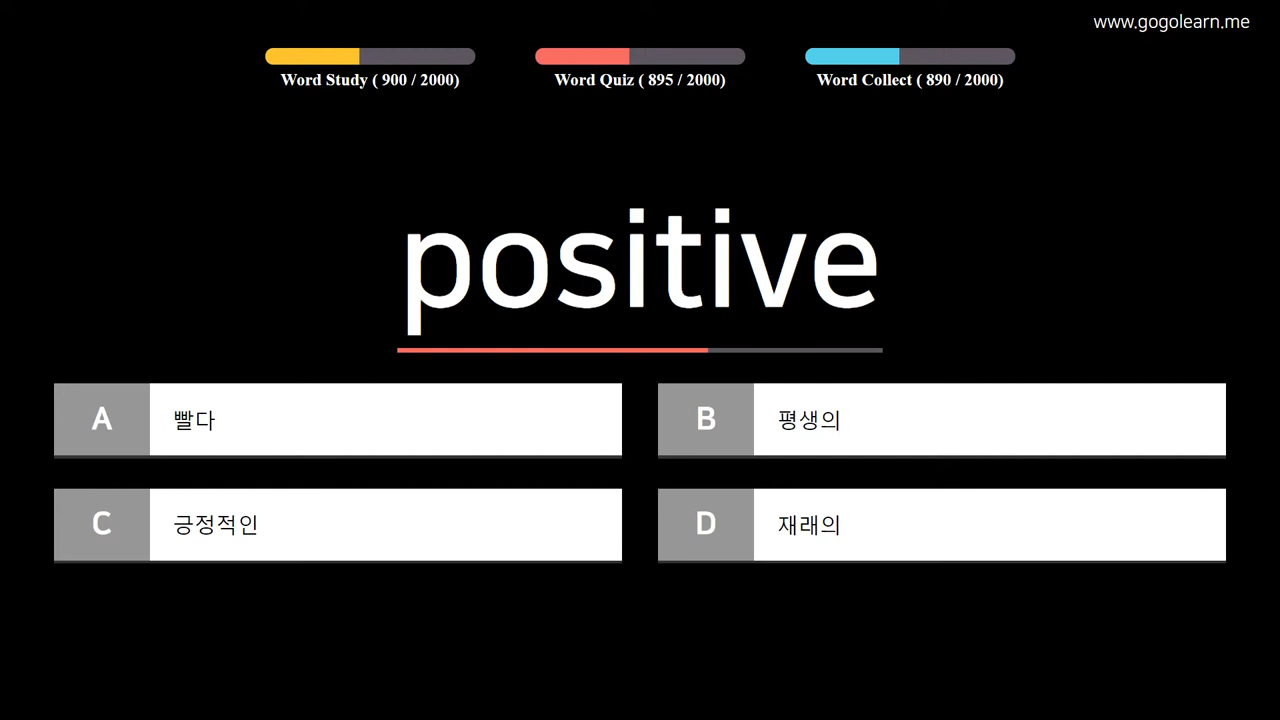 www.gogolearn.me
Word Study ( 900 / 2000)
Word Quiz ( 895 / 2000)
Word Collect ( 890 / 2000)
positive
A 빨다
B 평생의
C 긍정적인
D 재래의